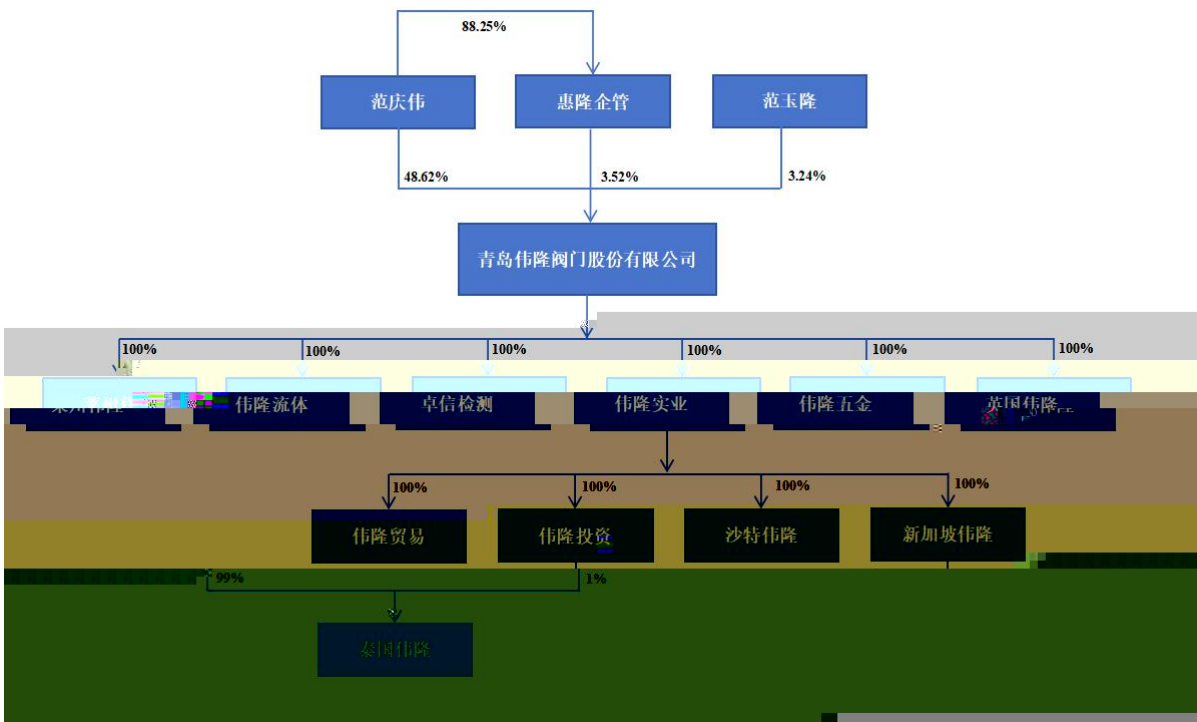 88.25%
范庆伟
惠隆企管
范玉隆
48.62%
3.52%
3.24%
青岛伟隆阀门股份有限公司
100%
100%
100%
100%
100%
100%
伟隆流体
卓信检测
伟隆实业
伟隆五金
英国伟隆
100%
100%
100%
100%
伟隆贸易
伟隆投资
沙特伟隆
新加坡伟隆
99%
1%
泰国伟隆